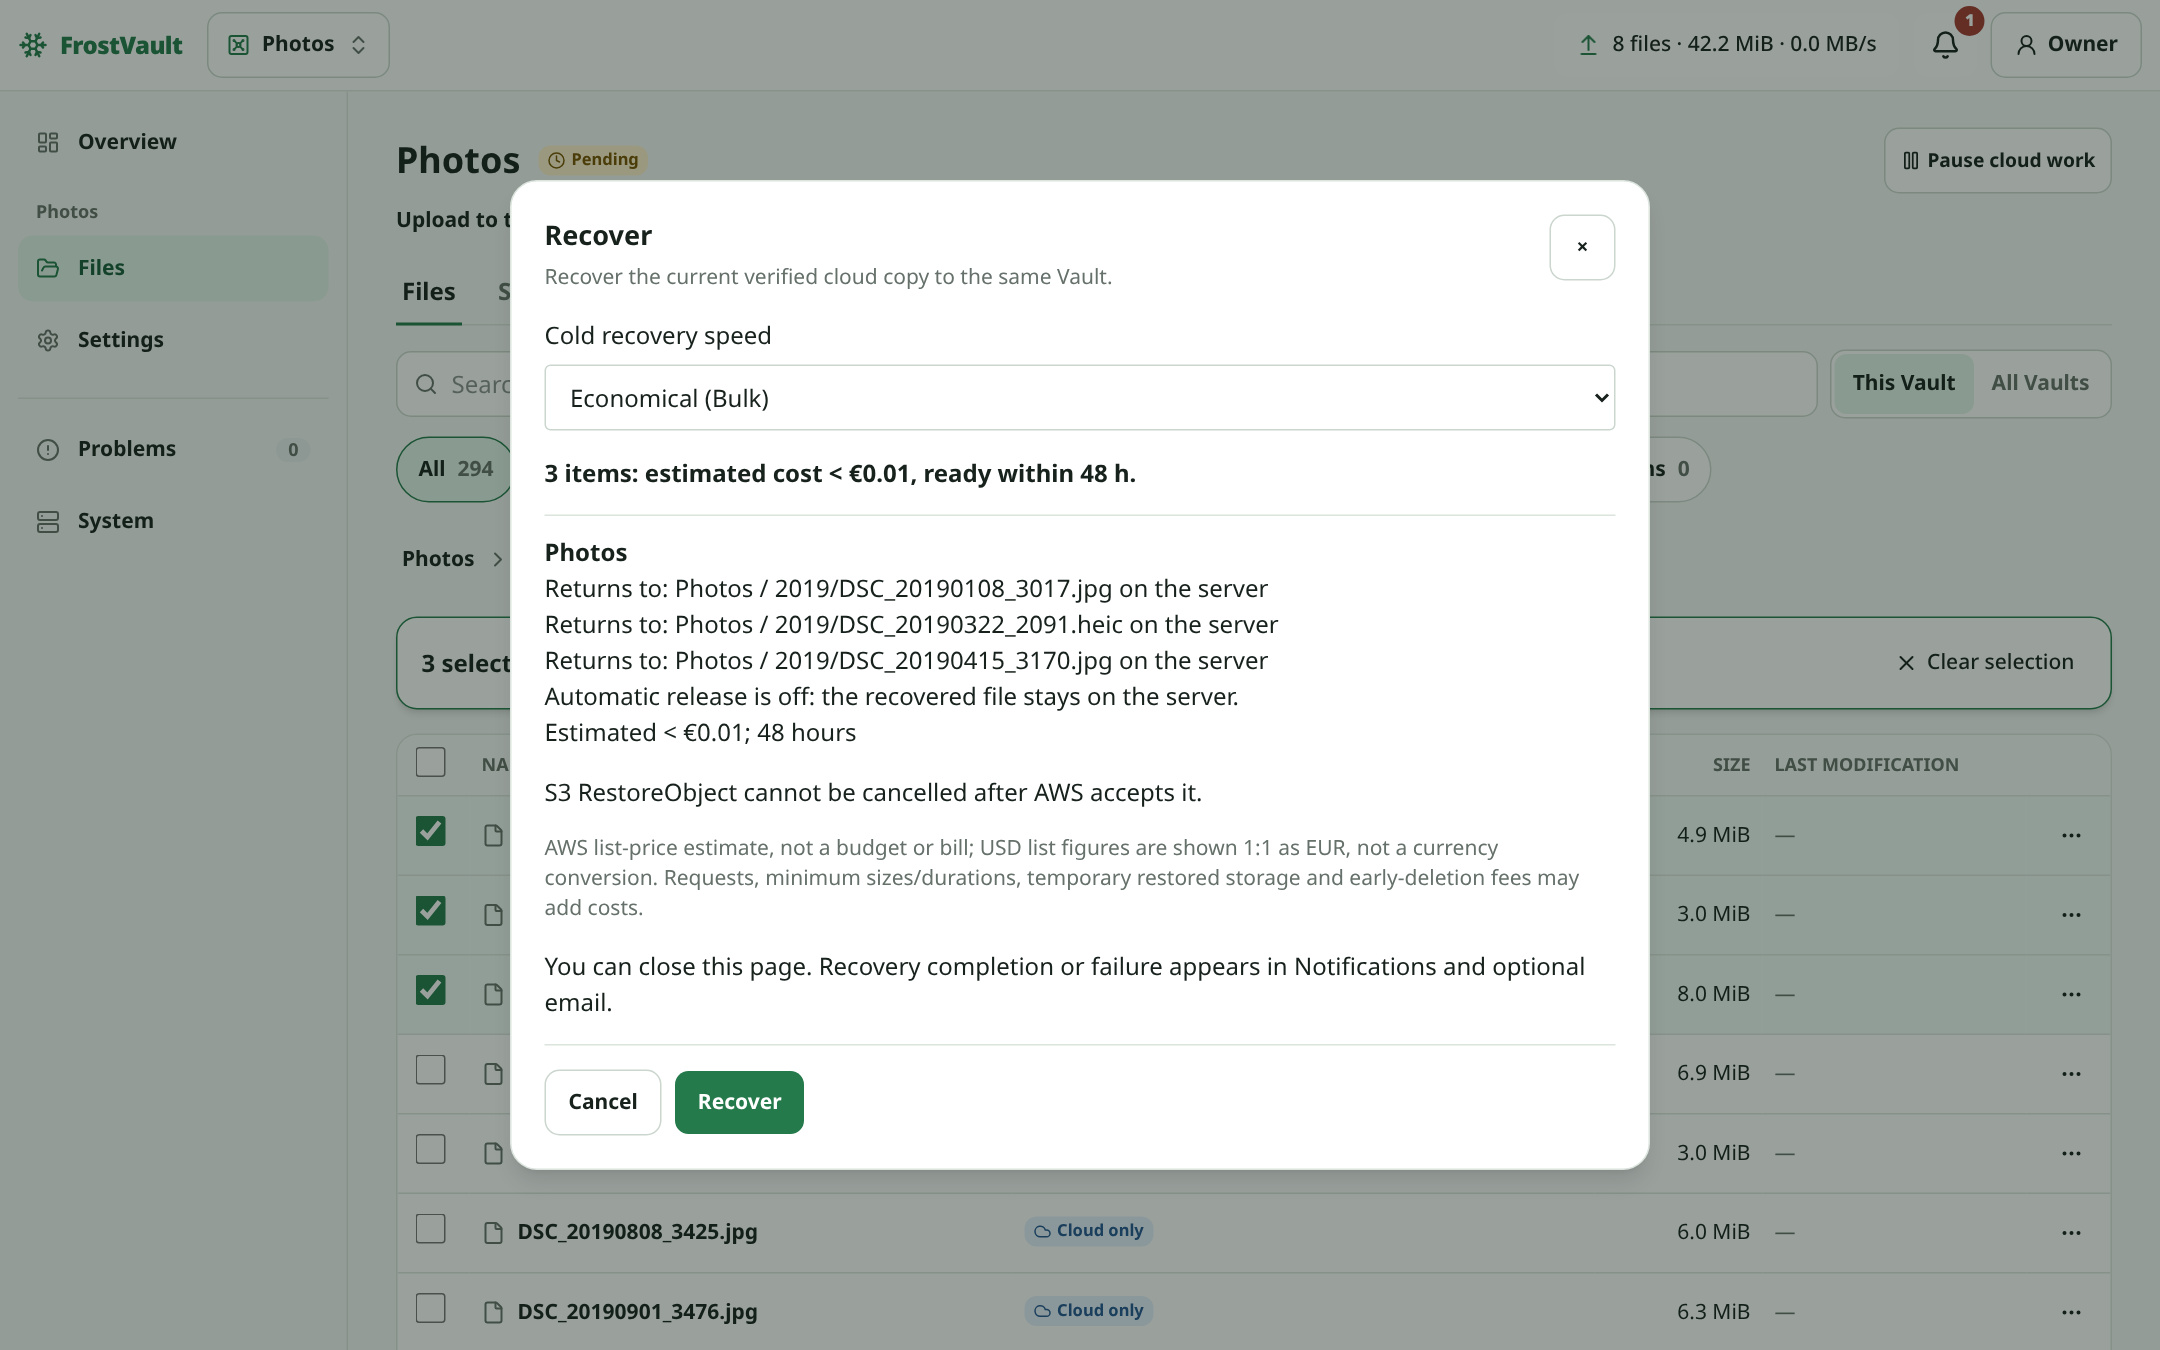 FrostVault
Photos
8 files · 42.2 MiB · 0.0 MB/s
1
Owner
Overview
Photos
Files
Settings
Problems 0
System
Photos
Pending
Pause cloud work
Upload to
Files
This Vault
All Vaults
All 294
0
Photos
3
Clear selection
SIZE
LAST MODIFICATION
4.9 MiB —
3.0 MiB —
8.0 MiB —
6.9 MiB —
3.0 MiB —
DSC_20190808_3425.jpg Cloud only 6.0 MiB —
DSC_20190901_3476.jpg Cloud only 6.3 MiB —
Recover
×
Recover the current verified cloud copy to the same Vault.
Cold recovery speed
Economical (Bulk)
3 items: estimated cost < €0.01, ready within 48 h.
Photos
Returns to: Photos / 2019/DSC_20190108_3017.jpg on the server
Returns to: Photos / 2019/DSC_20190322_2091.heic on the server
Returns to: Photos / 2019/DSC_20190415_3170.jpg on the server
Automatic release is off: the recovered file stays on the server.
Estimated < €0.01; 48 hours
S3 RestoreObject cannot be cancelled after AWS accepts it.
AWS list-price estimate, not a budget or bill; USD list figures are shown 1:1 as EUR, not a currency
conversion. Requests, minimum sizes/durations, temporary restored storage and early-deletion fees may
add costs.
You can close this page. Recovery completion or failure appears in Notifications and optional
email.
Cancel
Recover